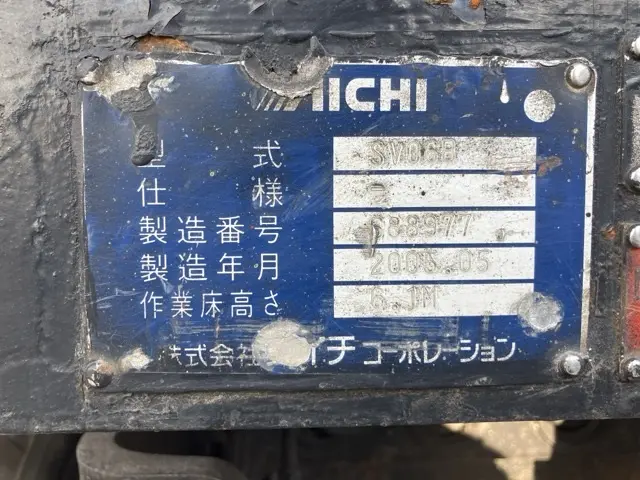 AICHI
型式 SV06B
仕様
製造番号 688977
製造年月 2005.05
作業床高さ 6.1M
株式会社アイチコーポレーション